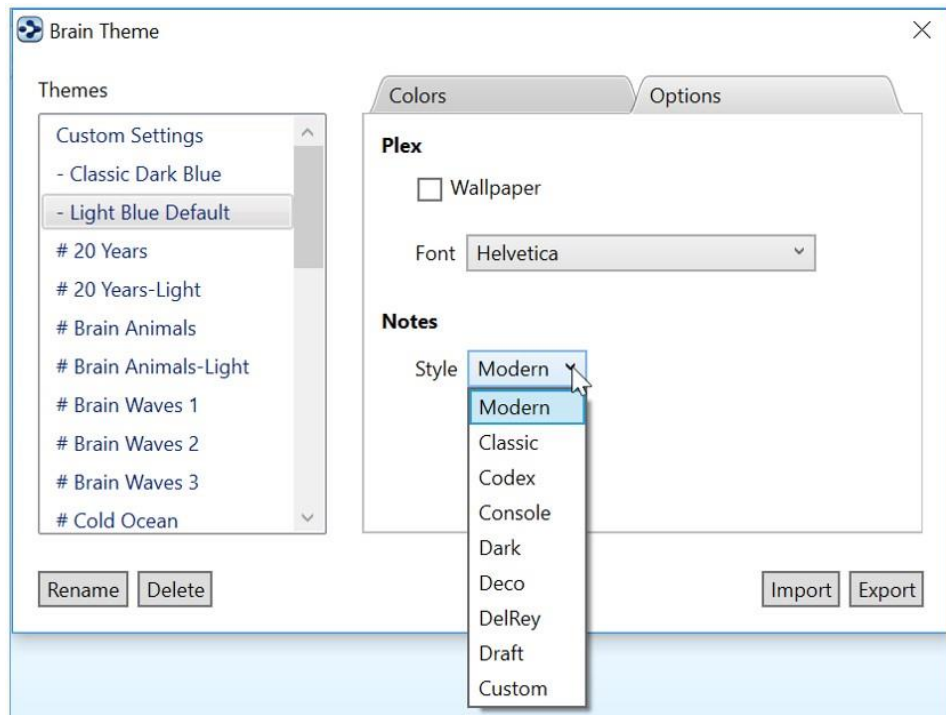 Brain Theme
Themes
Custom Settings
- Classic Dark Blue
- Light Blue Default
# 20 Years
# 20 Years-Light
# Brain Animals
# Brain Animals-Light
# Brain Waves 1
# Brain Waves 2
# Brain Waves 3
# Cold Ocean
Rename Delete
Colors Options
Plex
Wallpaper
Font Helvetica
Notes
Style Modern
Modern
Classic
Codex
Console
Dark
Deco
DelRey
Draft
Custom
Import Export